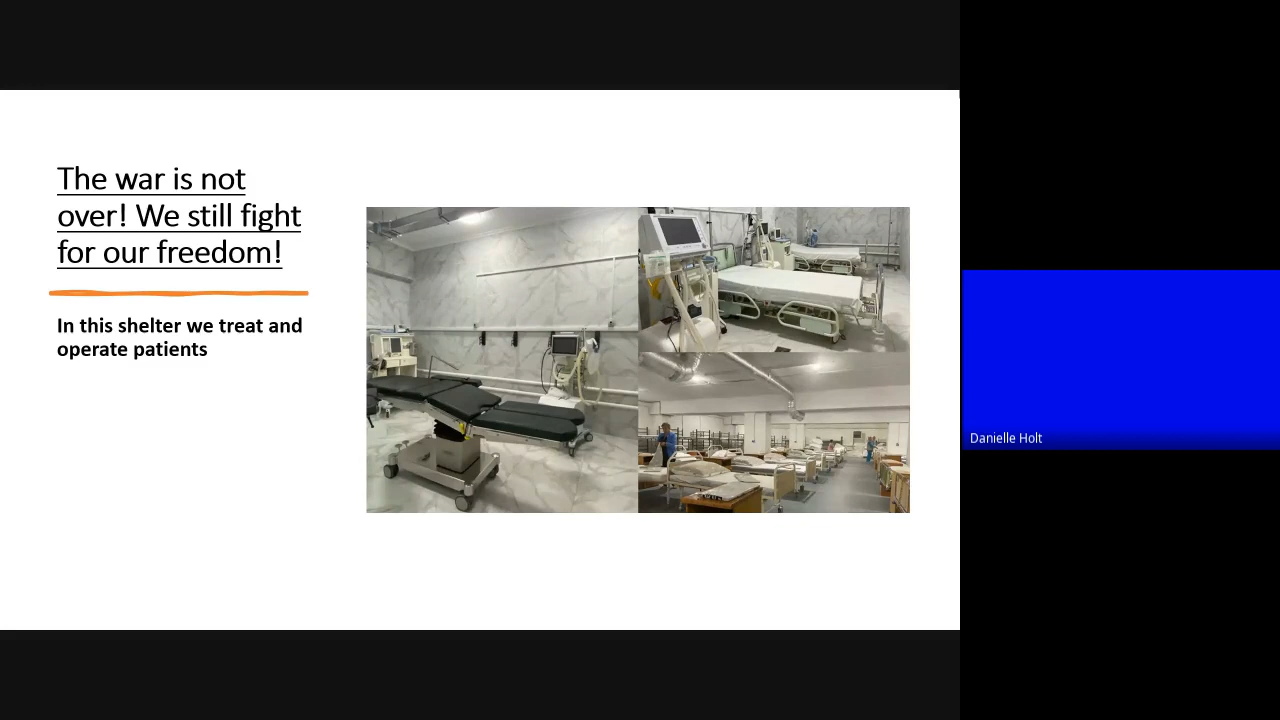 The war is not
over! We still fight
for our freedom!
In this shelter we treat and
operate patients
Danielle Holt